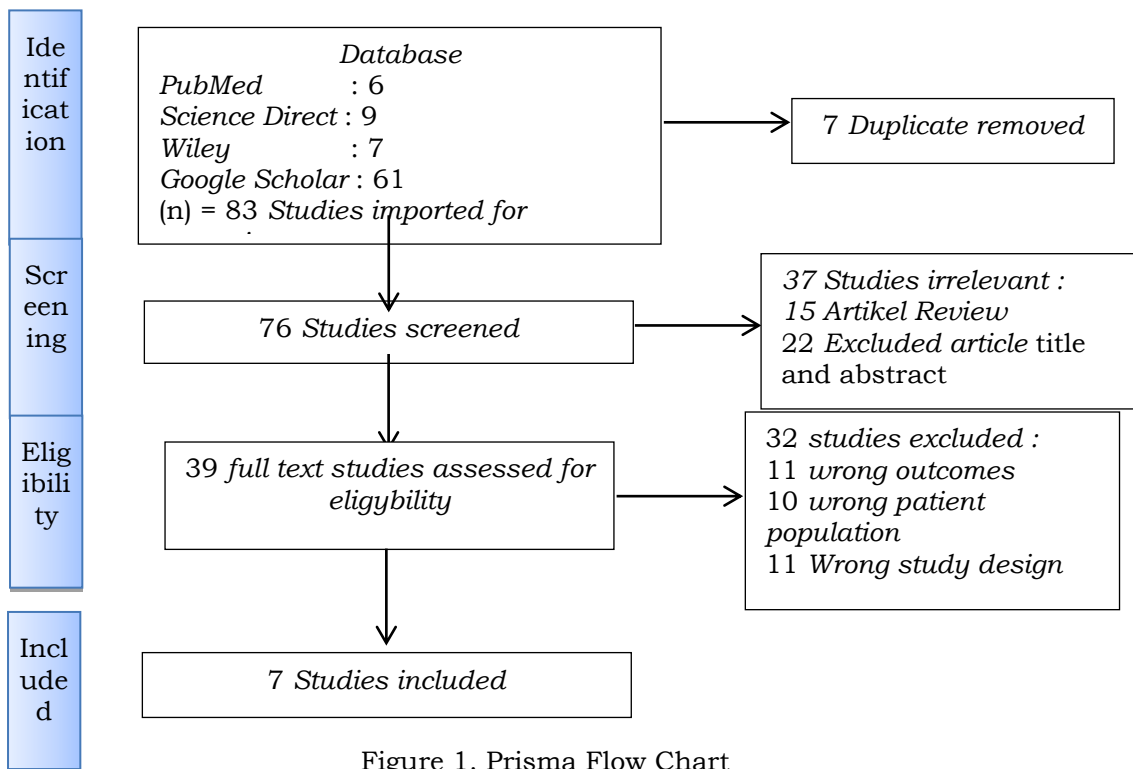 Ide
ntif
icat
ion
Database
PubMed : 6
Science Direct : 9
Wiley : 7
Google Scholar : 61
(n) = 83 Studies imported for
7 Duplicate removed
Scr
een
ing
76 Studies screened
37 Studies irrelevant :
15 Artikel Review
22 Excluded article title
and abstract
Elig
ibili
ty
39 full text studies assessed for
eligybility
32 studies excluded :
11 wrong outcomes
10 wrong patient
population
11 Wrong study design
Incl
ude
d
7 Studies included
Figure 1. Prisma Flow Chart